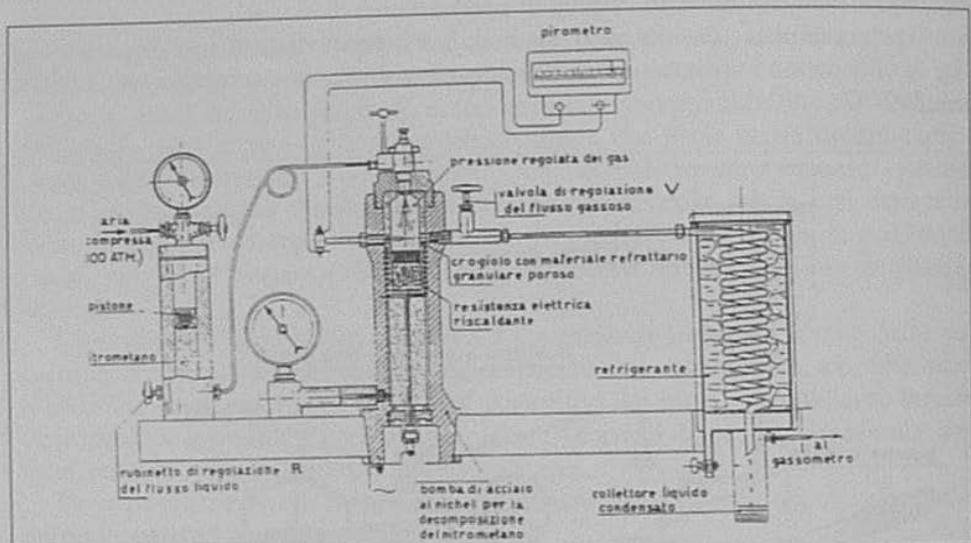 pirometro
pressione regolata dei gas
valvola di regolazione V
del flusso gassoso
aria
compressa
(100 ATM.)
crogiolo con materiale refrattario
granulare poroso
pistone
resistenza elettrica
riscaldante
nitrometano
refrigerante
al
gassometro
rubinetto di regolazione R
del flusso liquido
bomba di acciaio
al nichel per la
decomposizione
del nitrometano
collettore liquido
condensato